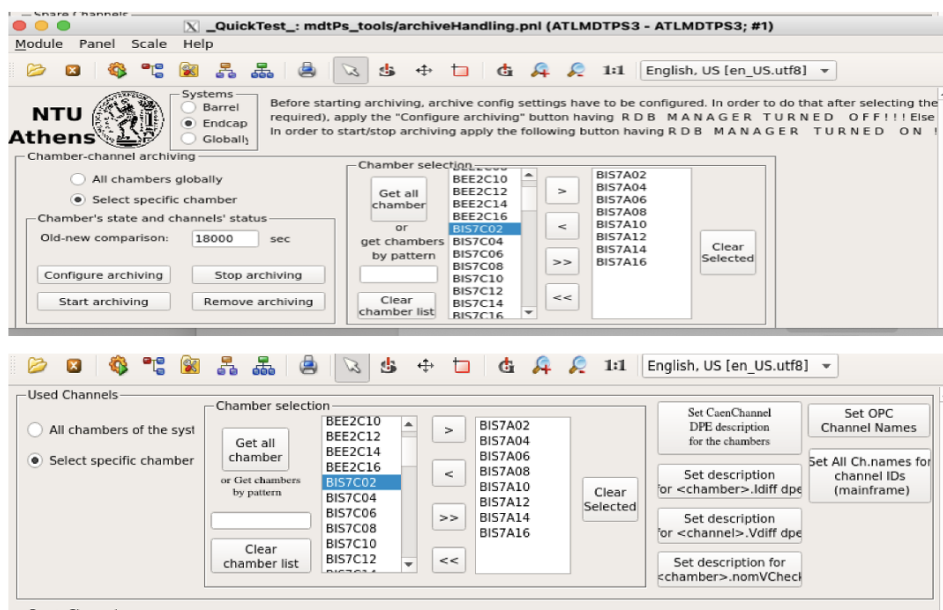 _QuickTest_: mdtPs_tools/archiveHandling.pnl (ATLMDTPS3 - ATLMDTPS3; #1)
Module Panel Scale Help
1:1 English, US [en_US.utf8]
NTU
Athens
Systems
Barrel
Endcap
Globally
Before starting archiving, archive config settings have to be configured. In order to do that after selecting the
required), apply the "Configure archiving" button having R D B M A N A G E R T U R N E D O F F ! ! ! Else
In order to start/stop archiving apply the following button having R D B M A N A G E R T U R N E D O N !
Chamber-channel archiving
All chambers globally
Select specific chamber
Chamber's state and channels' status
Old-new comparison: 18000 sec
Configure archiving Stop archiving
Start archiving Remove archiving
Chamber selection
Get all
chamber
or
get chambers
by pattern
Clear
chamber list
BEE2C10
BEE2C12
BEE2C14
BEE2C16
BIS7C02
BIS7C04
BIS7C06
BIS7C08
BIS7C10
BIS7C12
BIS7C14
BIS7C16
>
<
>>
<<
BIS7A02
BIS7A04
BIS7A06
BIS7A08
BIS7A10
BIS7A12
BIS7A14
BIS7A16
Clear
Selected
1:1 English, US [en_US.utf8]
Used Channels
All chambers of the syst
Select specific chamber
Chamber selection
Get all
chamber
or Get chambers
by pattern
Clear
chamber list
BEE2C10
BEE2C12
BEE2C14
BEE2C16
BIS7C02
BIS7C04
BIS7C06
BIS7C08
BIS7C10
BIS7C12
>
<
>>
<<
BIS7A02
BIS7A04
BIS7A06
BIS7A08
BIS7A10
BIS7A12
BIS7A14
BIS7A16
Clear
Selected
Set CaenChannel
DPE description
for the chambers
Set description
for <chamber>.Idiff dpe
Set description
for <channel>.Vdiff dpe
Set description for
<chamber>.nomVCheck
Set OPC
Channel Names
Set All Ch.names for
channel IDs
(mainframe)